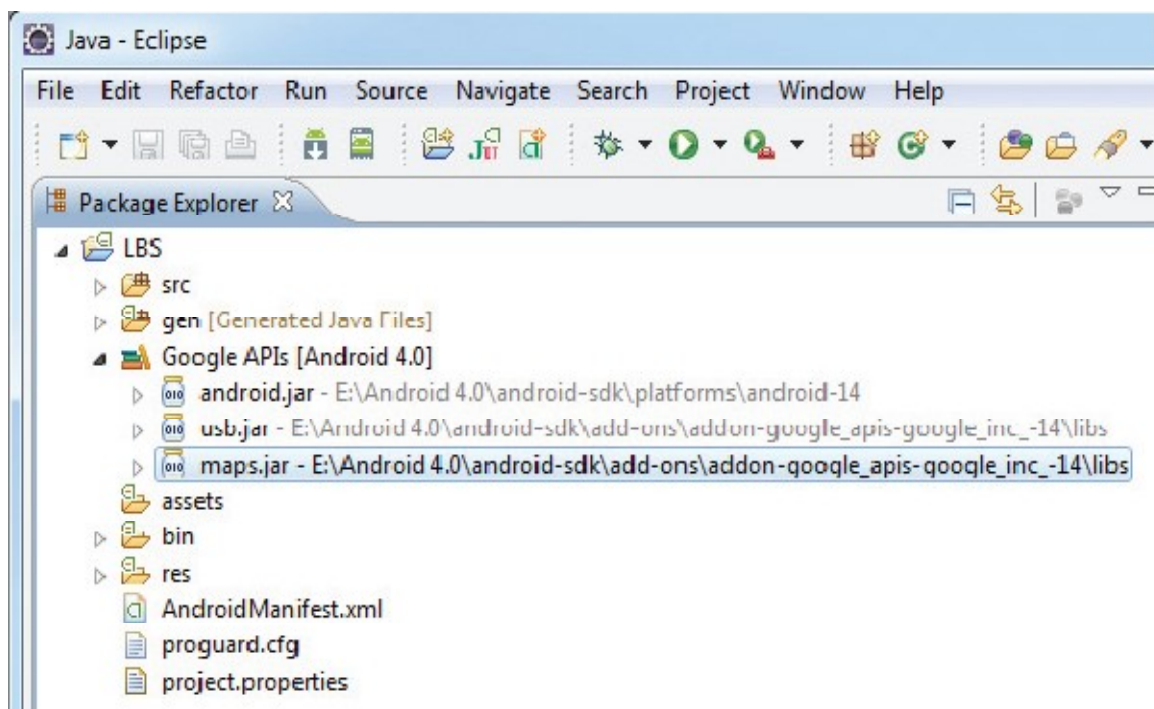 Java - Eclipse
File Edit Refactor Run Source Navigate Search Project Window Help
Package Explorer
LBS
src
gen [Generated Java Files]
Google APIs [Android 4.0]
android.jar - E:\Android 4.0\android-sdk\platforms\android-14
usb.jar - E:\Android 4.0\android-sdk\add-ons\addon-google_apis-google_inc_-14\libs
maps.jar - E:\Android 4.0\android-sdk\add-ons\addon-google_apis-google_inc_-14\libs
assets
bin
res
AndroidManifest.xml
proguard.cfg
project.properties